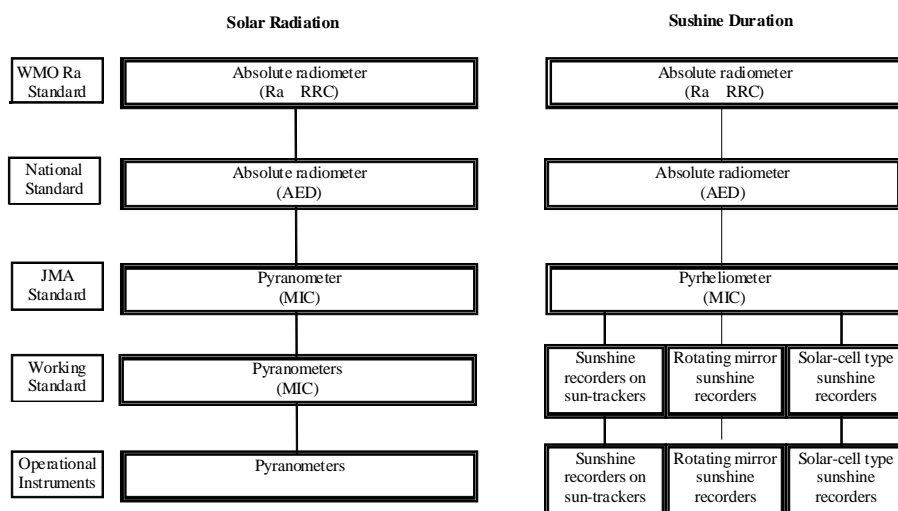 Solar Radiation
Sushine Duration
WMO Ra
Standard
Absolute radiometer
(Ra RRC)
Absolute radiometer
(Ra RRC)
National
Standard
Absolute radiometer
(AED)
Absolute radiometer
(AED)
JMA
Standard
Pyranometer
(MIC)
Pyrheliometer
(MIC)
Working
Standard
Pyranometers
(MIC)
Sunshine
recorders on
sun-trackers
Rotating mirror
sunshine
recorders
Solar-cell type
sunshine
recorders
Operational
Instruments
Pyranometers
Sunshine
recorders on
sun-trackers
Rotating mirror
sunshine
recorders
Solar-cell type
sunshine
recorders